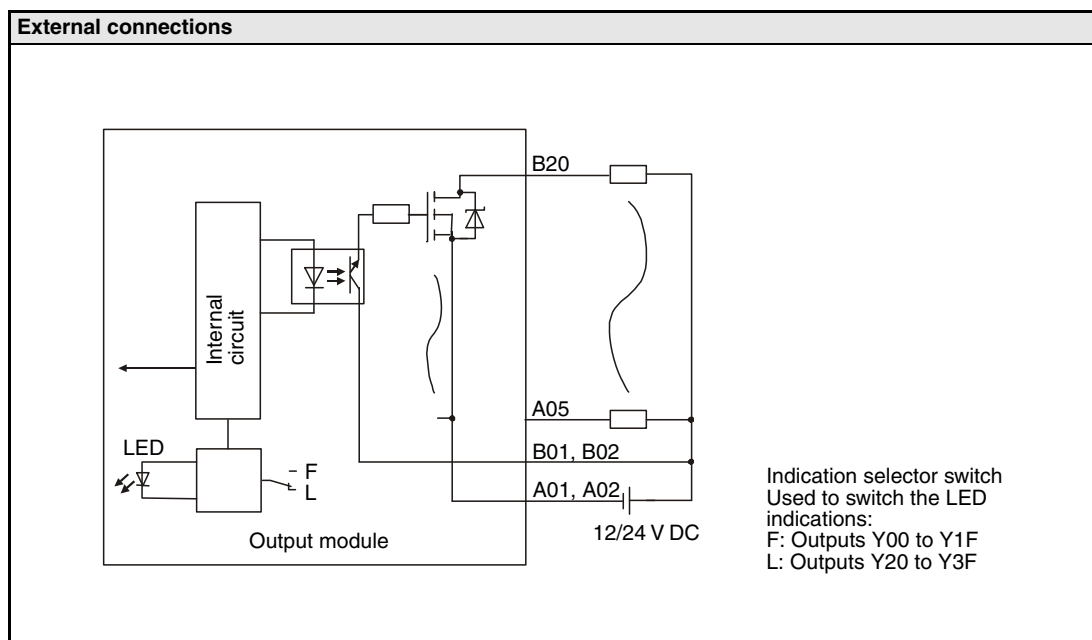 External connections
B20
Internal
circuit
A05
LED
F
L
B01, B02
A01, A02
12/24 V DC
Output module
Indication selector switch
Used to switch the LED
indications:
F: Outputs Y00 to Y1F
L: Outputs Y20 to Y3F